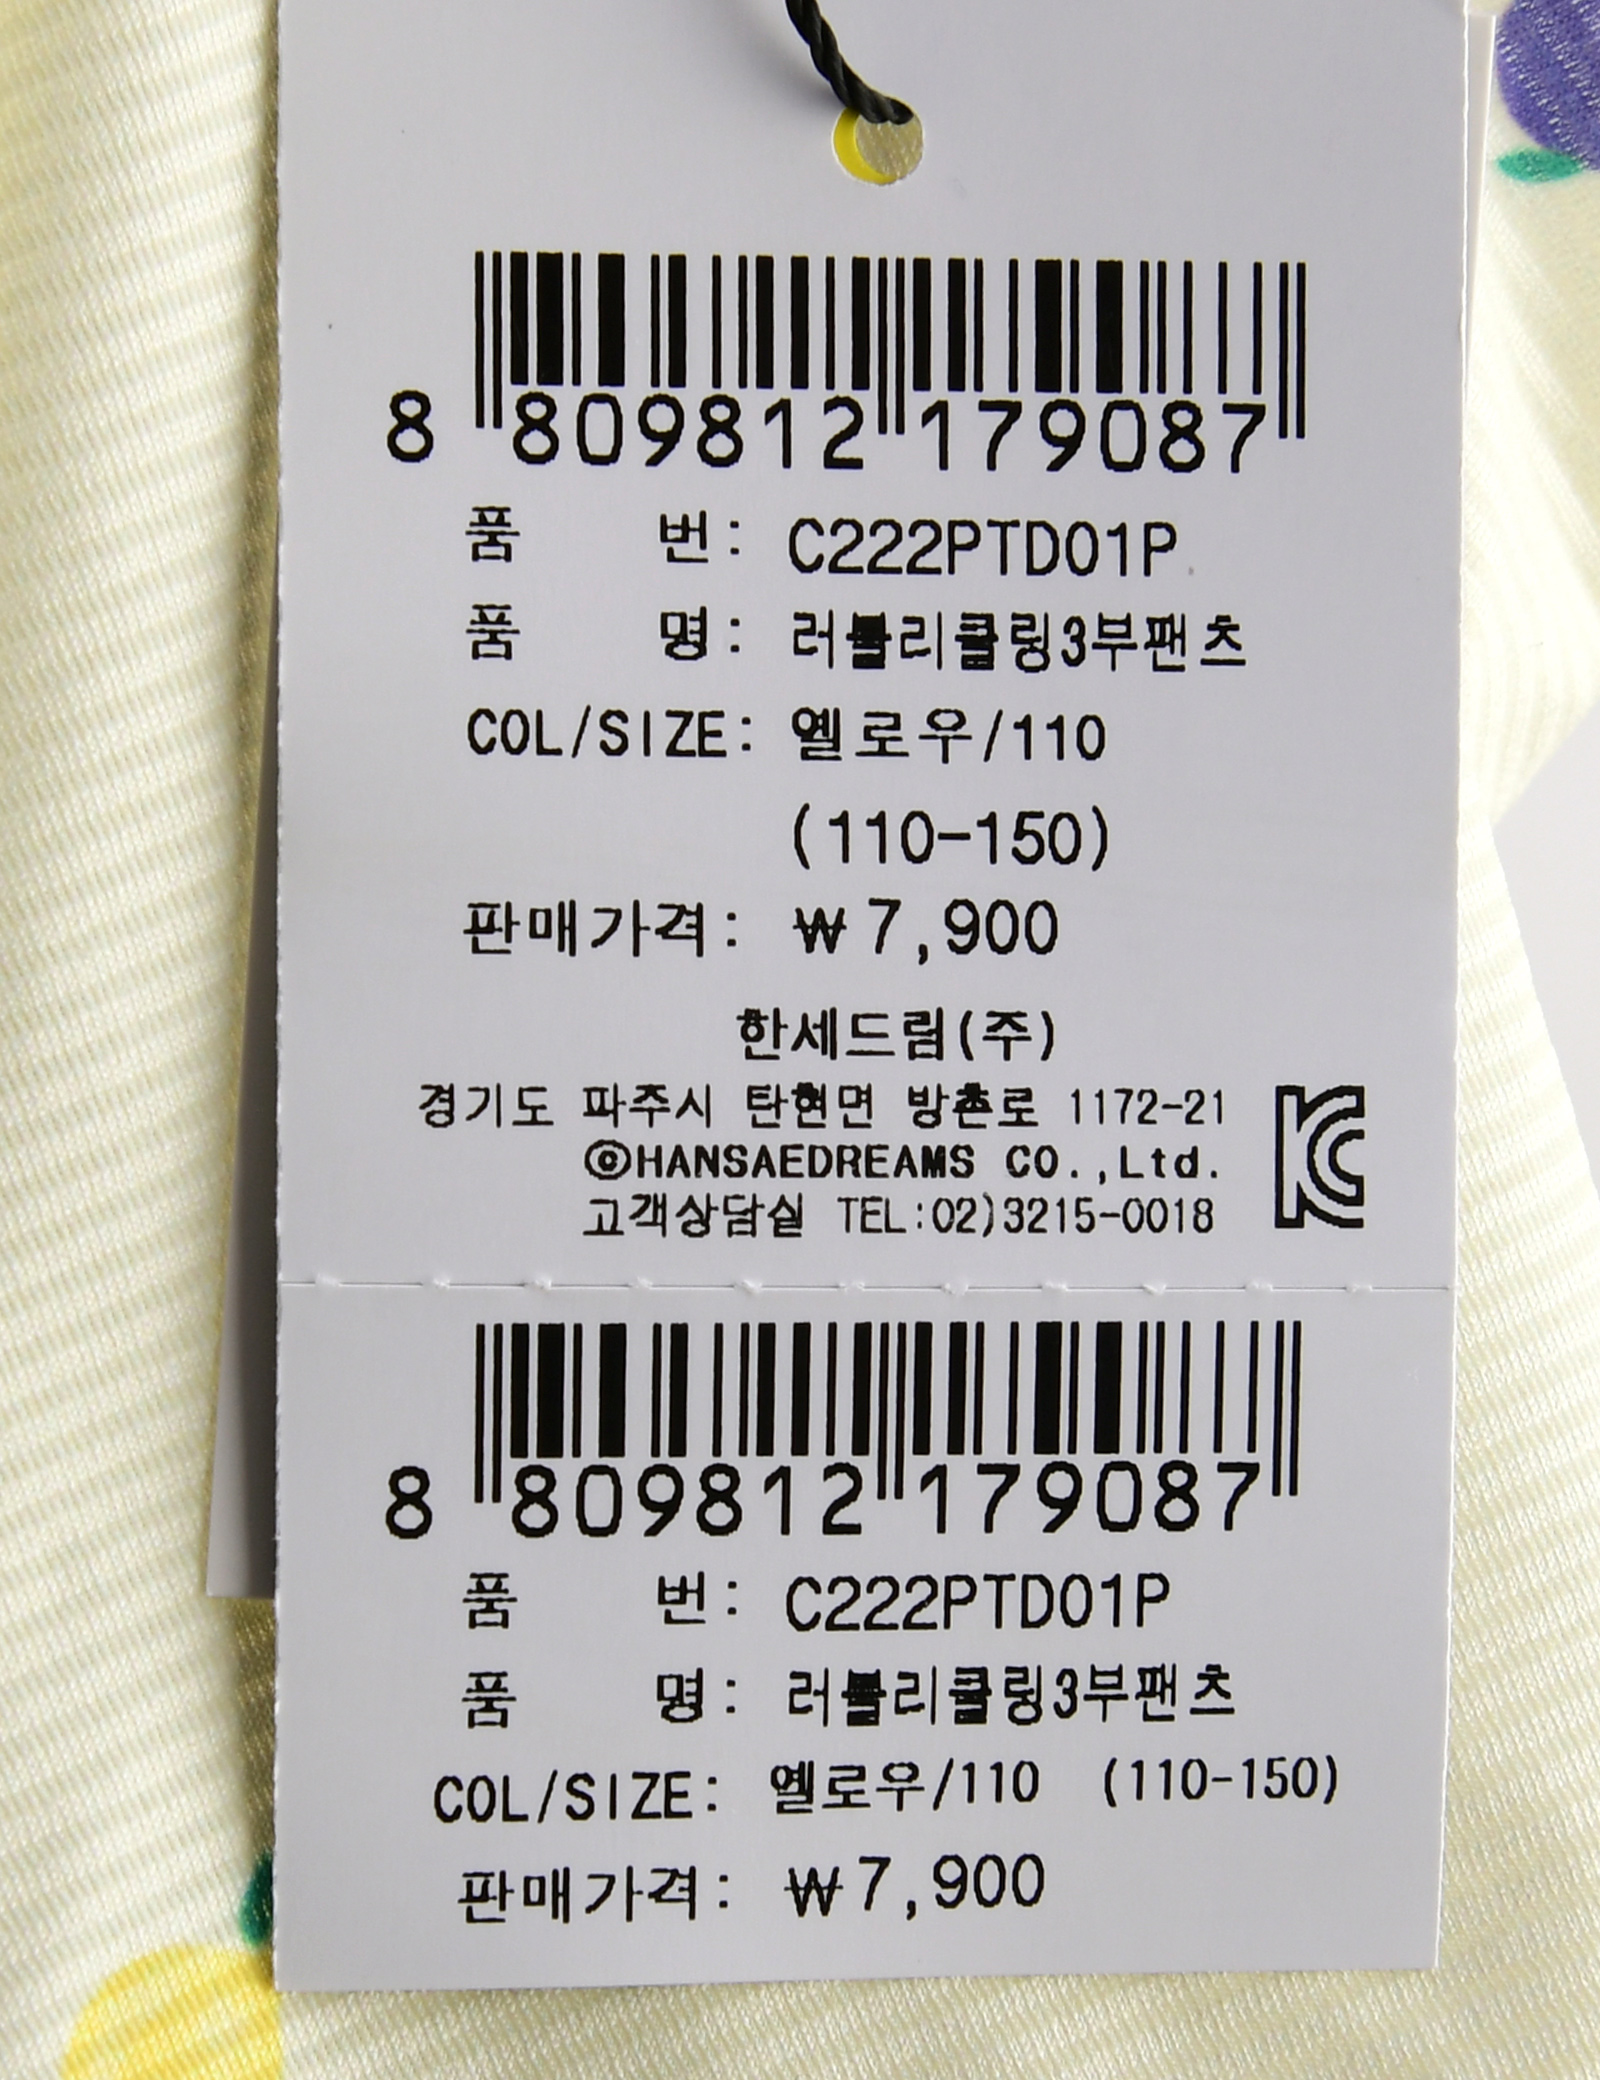 8 809812 179087
품 번: C222PTD01P
품 명: 러블리쿨링3부팬츠
COL/SIZE: 옐로우/110
(110-150)
판매가격: ₩7,900
한세드림(주)
경기도 파주시 탄현면 방촌로 1172-21
©HANSAEDREAMS CO.,Ltd.
고객상담실 TEL:02)3215-0018
KC
8 809812 179087
품 번: C222PTD01P
품 명: 러블리쿨링3부팬츠
COL/SIZE: 옐로우/110 (110-150)
판매가격: ₩7,900